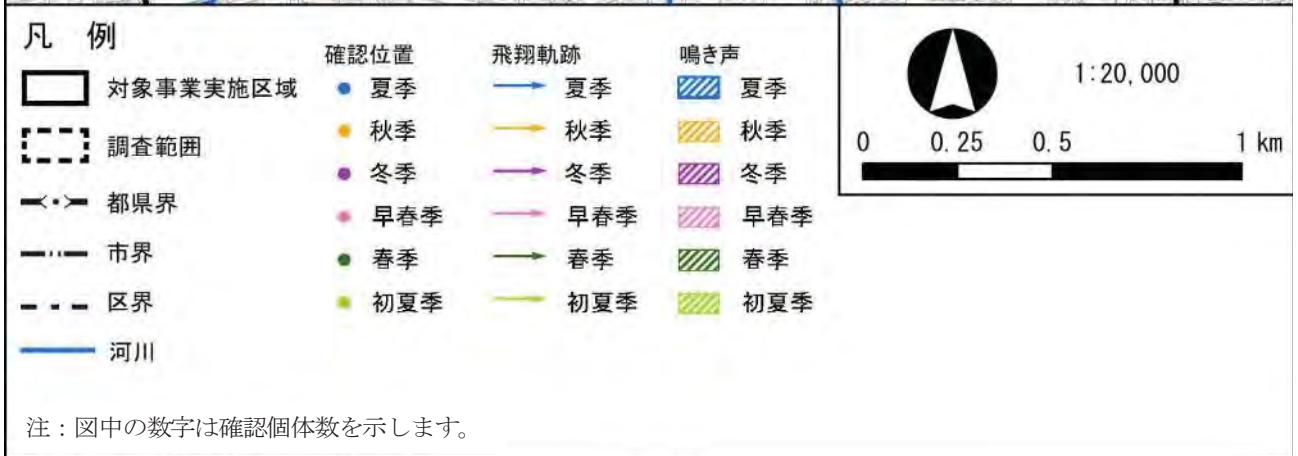 凡 例
対象事業実施区域
調査範囲
都県界
市界
区界
河川
確認位置
夏季
秋季
冬季
早春季
春季
初夏季
飛翔軌跡
夏季
秋季
冬季
早春季
春季
初夏季
鳴き声
夏季
秋季
冬季
早春季
春季
初夏季
1:20,000
0 0.25 0.5 1 km
注：図中の数字は確認個体数を示します。